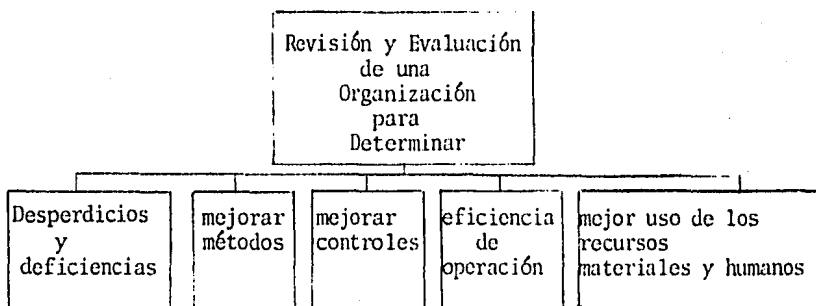 Revisión y Evaluación
de una
Organización
para
Determinar
Desperdicios
y
deficiencias
mejorar
métodos
mejorar
controles
eficiencia
de
operación
mejor uso de los
recursos
materiales y humanos